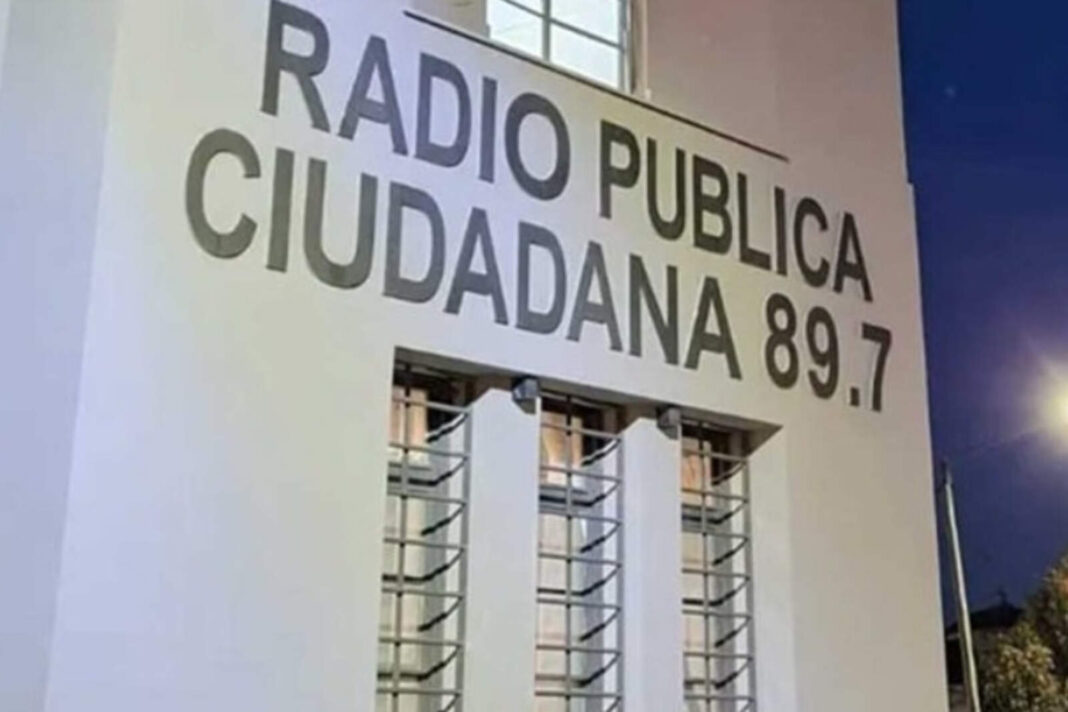 RADIO PUBLICA
CIUDADANA 89.7